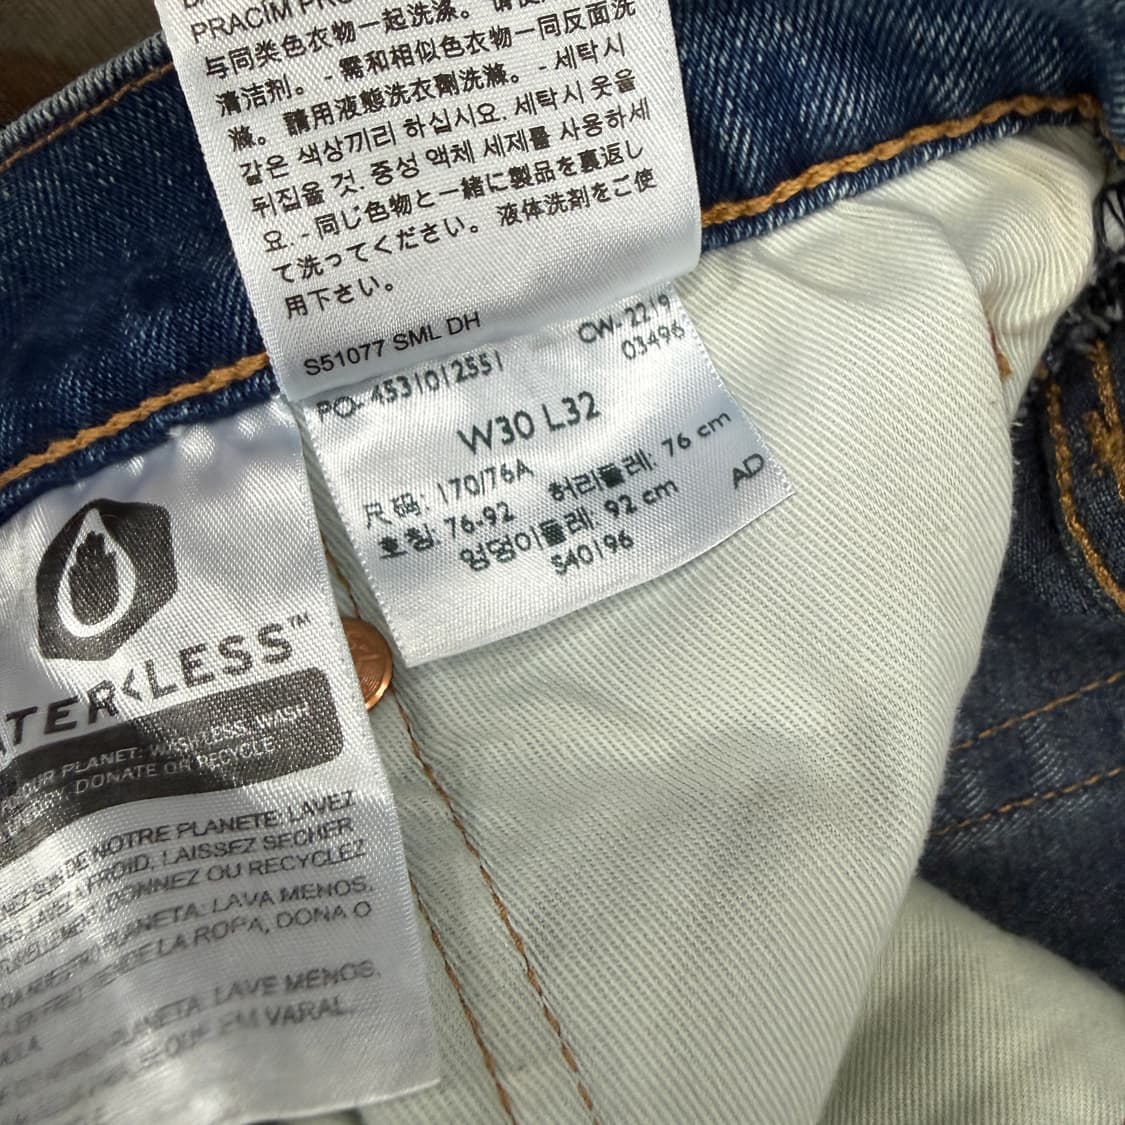 PRACÍM
与同类色衣物一起洗涤。
清洁剂。 - 需和相似色衣物一同反面洗
滌。請用液態洗衣劑洗滌。 - 세탁시
같은 색상끼리 하십시요. 세탁시 옷을
뒤집을 것. 중성 액체 세제를 사용하세
요. - 同じ色物と一緒に製品を裏返し
て洗ってください。液体洗剤をご使
用下さい。
S51077 SML DH
PO- 4531012551
CW- 2219
03496
W30 L32
尺码: 170/76A
호칭: 76-92 허리둘레: 76 cm
엉덩이둘레: 92 cm AD
S40196
TER<LESS™
OUR PLANET: WASH LESS, WASH
DONATE OR RECYCLE
DE NOTRE PLANETE: LAVEZ
FROID, LAISSEZ SECHER
DONNEZ OU RECYCLEZ
PLANETA: LAVA MENOS,
DE LA ROPA, DONA O
PLANETA: LAVE MENOS,
EM VARAL,